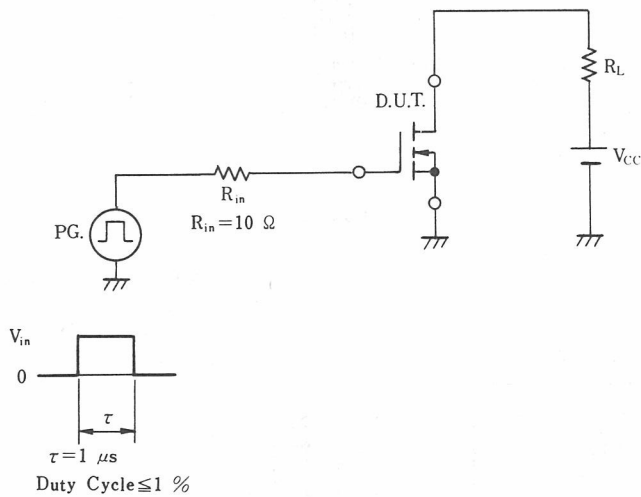 D.U.T.
R_L
V_CC
R_in
R_in=10 Ω
PG.
V_in
0
τ
τ=1 μs
Duty Cycle≦1 %